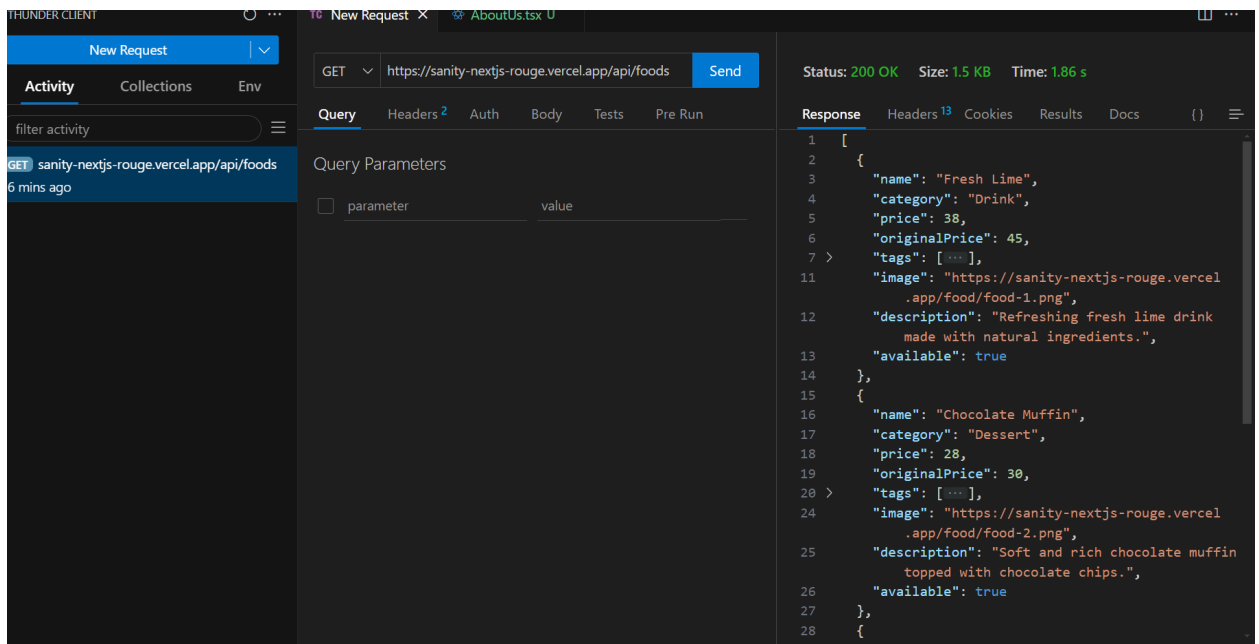 THUNDER CLIENT
New Request
Activity Collections Env
filter activity
GET sanity-nextjs-rouge.vercel.app/api/foods
6 mins ago
TC New Request AboutUs.tsx U
GET https://sanity-nextjs-rouge.vercel.app/api/foods Send
Query Headers 2 Auth Body Tests Pre Run
Query Parameters
parameter value
Status: 200 OK Size: 1.5 KB Time: 1.86 s
Response Headers 13 Cookies Results Docs { }
1 [
2 {
3 "name": "Fresh Lime",
4 "category": "Drink",
5 "price": 38,
6 "originalPrice": 45,
7 > "tags": [ ··· ],
11 "image": "https://sanity-nextjs-rouge.vercel
.app/food/food-1.png",
12 "description": "Refreshing fresh lime drink
made with natural ingredients.",
13 "available": true
14 },
15 {
16 "name": "Chocolate Muffin",
17 "category": "Dessert",
18 "price": 28,
19 "originalPrice": 30,
20 > "tags": [ ··· ],
24 "image": "https://sanity-nextjs-rouge.vercel
.app/food/food-2.png",
25 "description": "Soft and rich chocolate muffin
topped with chocolate chips.",
26 "available": true
27 },
28 {